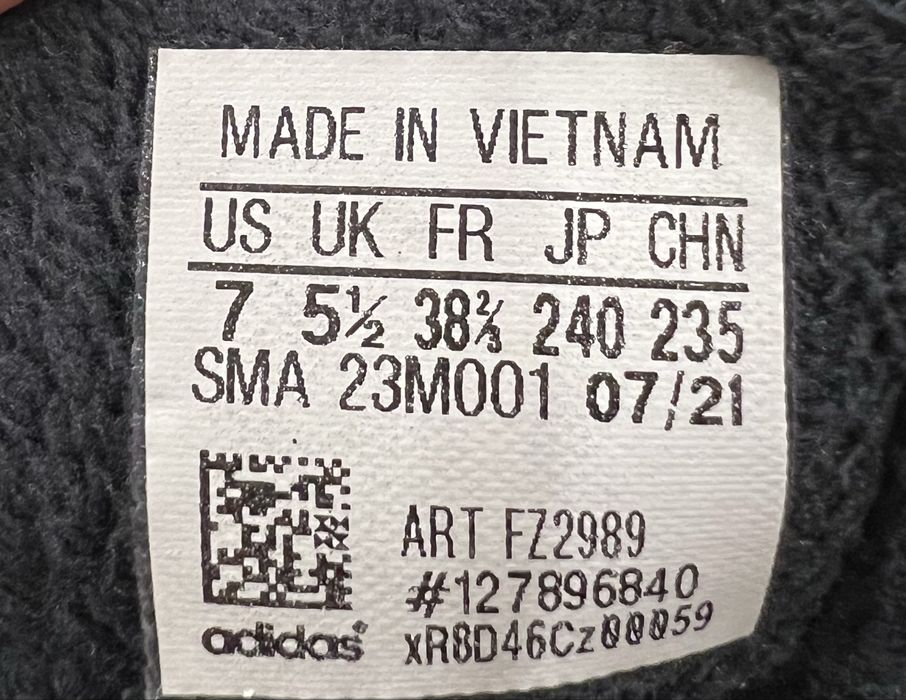 MADE IN VIETNAM
US UK FR JP CHN
7 5½ 38⅔ 240 235
SMA 23M001 07/21
ART FZ2989
#127896840
adidas® xR8D46Cz00059